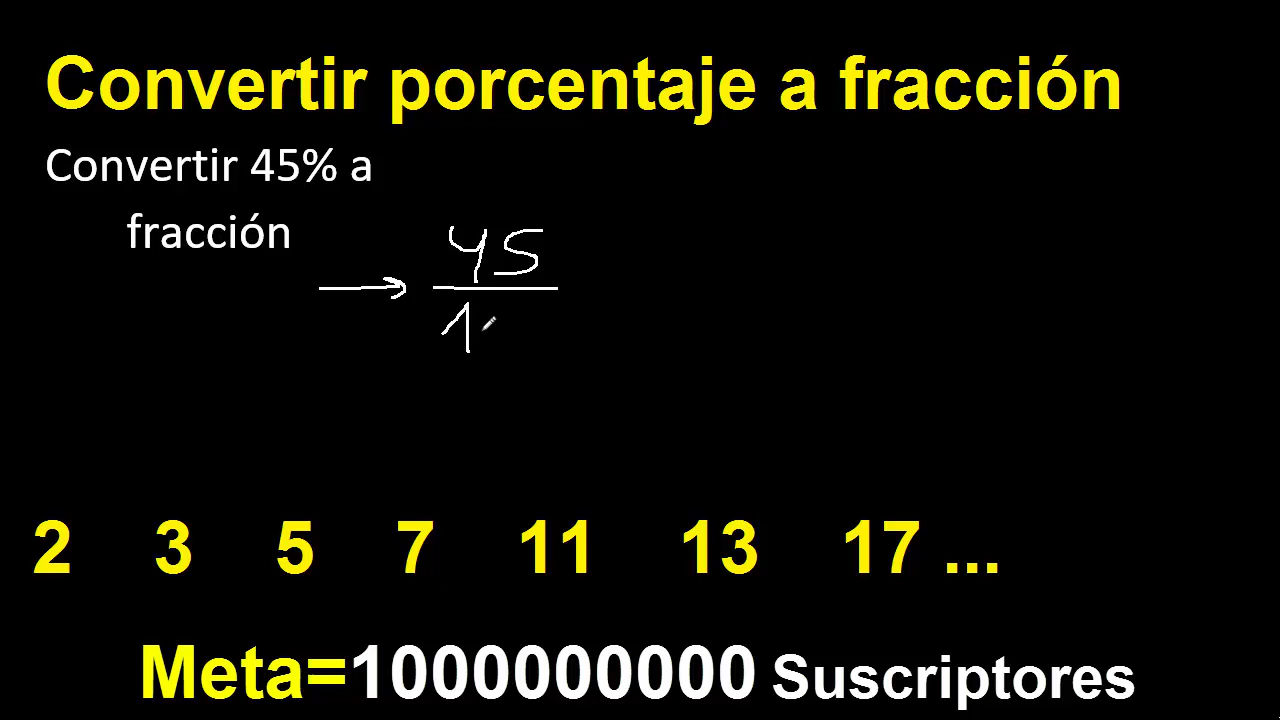 Convertir porcentaje a fracción
Convertir 45% a
fracción
45
1
2 3 5 7 11 13 17 ...
Meta=1000000000 Suscriptores